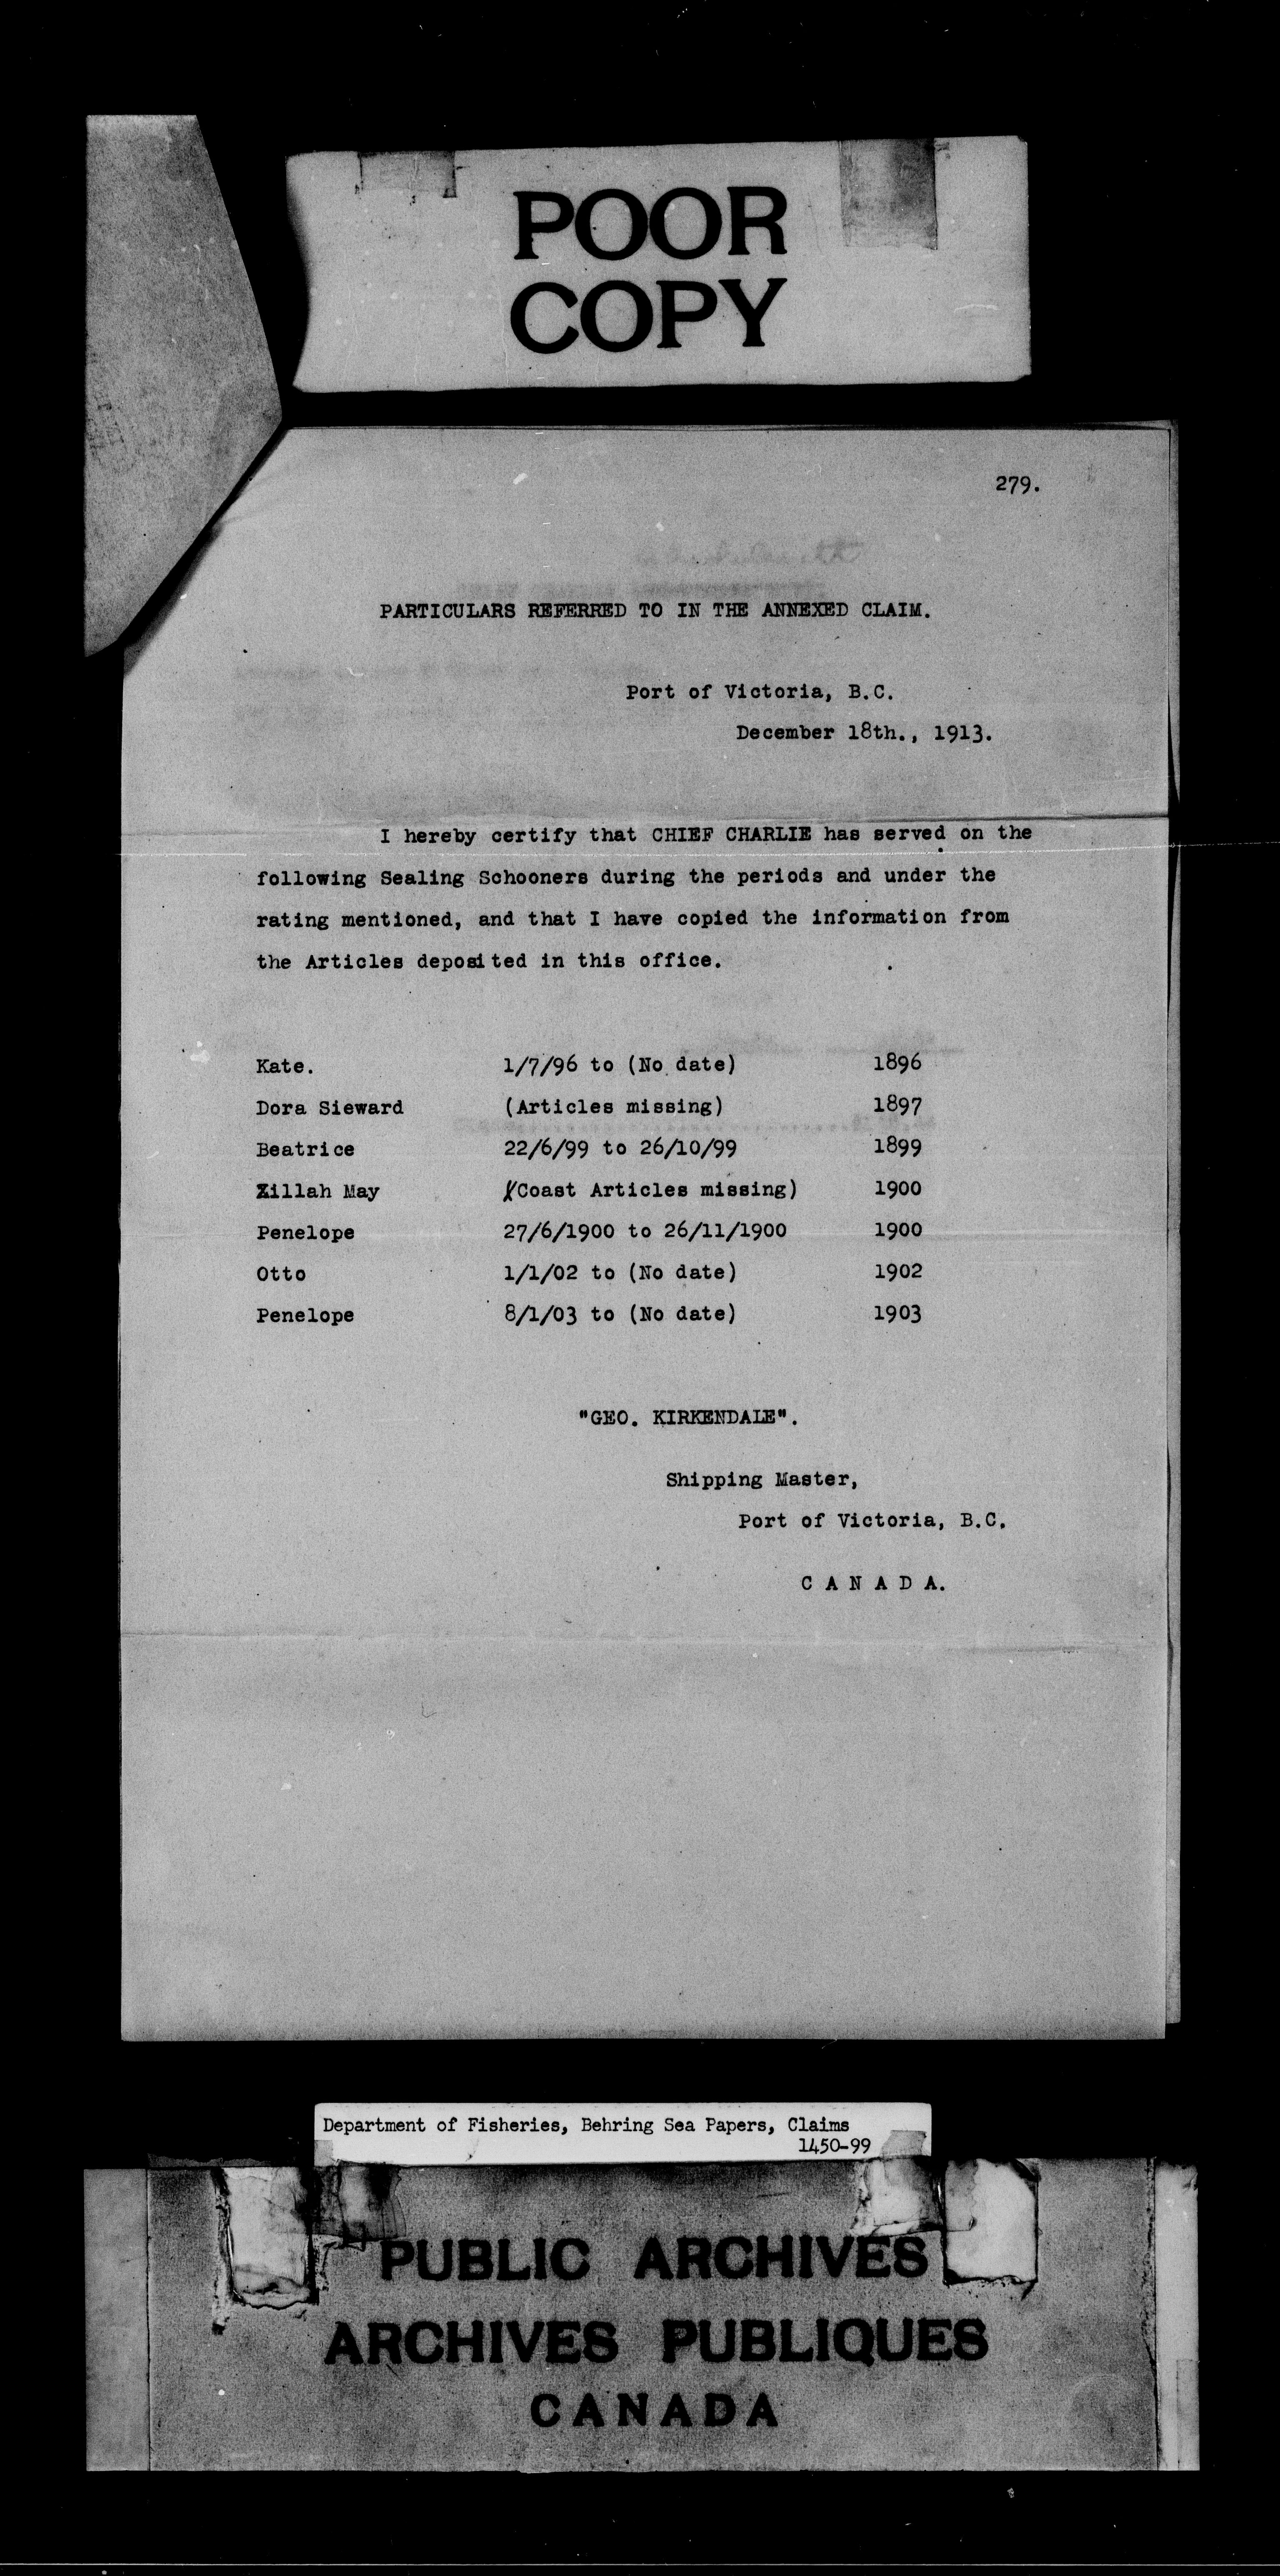 POOR
COPY
279.
PARTICULARS REFERRED TO IN THE ANNEXED CLAIM.
Port of Victoria, B.C.
December 18th., 1913.
I hereby certify that CHIEF CHARLIE has served on the
following Sealing Schooners during the periods and under the
rating mentioned, and that I have copied the information from
the Articles deposited in this office.
Kate. 1/7/96 to (No date) 1896
Dora Sieward (Articles missing) 1897
Beatrice 22/6/99 to 26/10/99 1899
Zillah May (Coast Articles missing) 1900
Penelope 27/6/1900 to 26/11/1900 1900
Otto 1/1/02 to (No date) 1902
Penelope 8/1/03 to (No date) 1903
"GEO. KIRKENDALE".
Shipping Master,
Port of Victoria, B.C.
C A N A D A.
Department of Fisheries, Behring Sea Papers, Claims
1450-99
PUBLIC ARCHIVES
ARCHIVES PUBLIQUES
CANADA